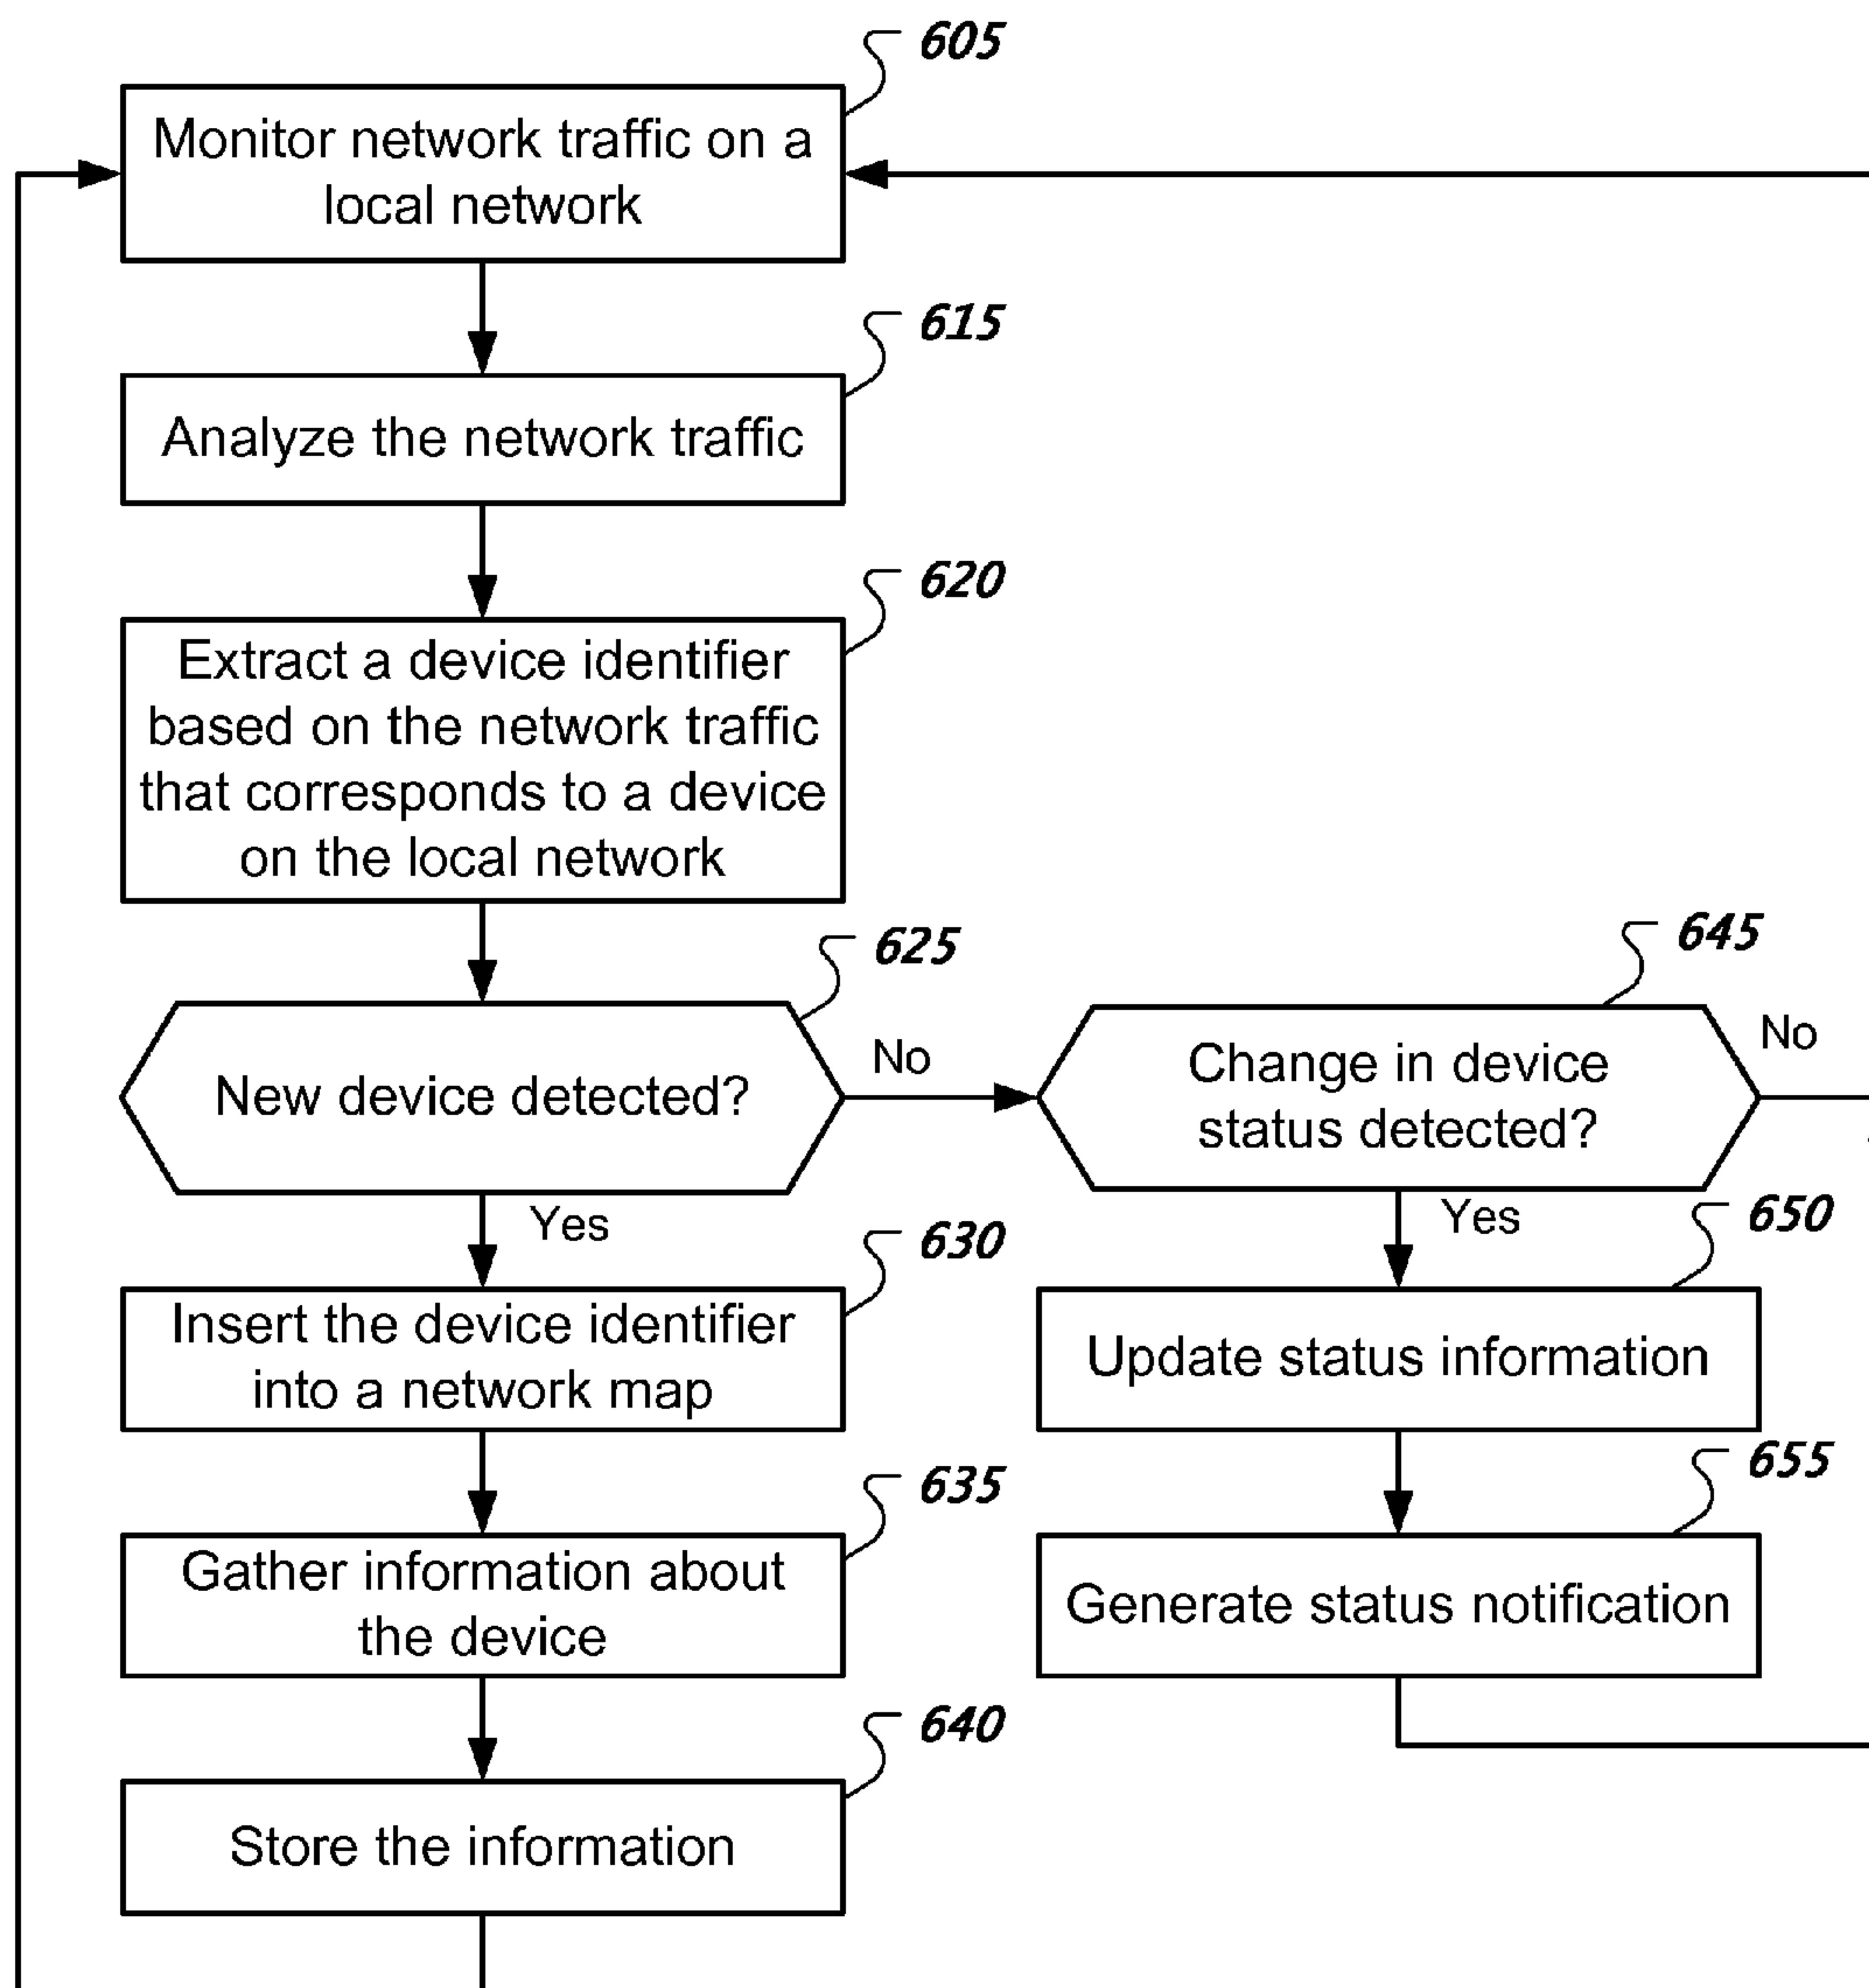 605
Monitor network traffic on a
local network
615
Analyze the network traffic
620
Extract a device identifier
based on the network traffic
that corresponds to a device
on the local network
625
New device detected?
No
645
Change in device
status detected?
No
Yes
630
Insert the device identifier
into a network map
Yes
650
Update status information
635
Gather information about
the device
655
Generate status notification
640
Store the information